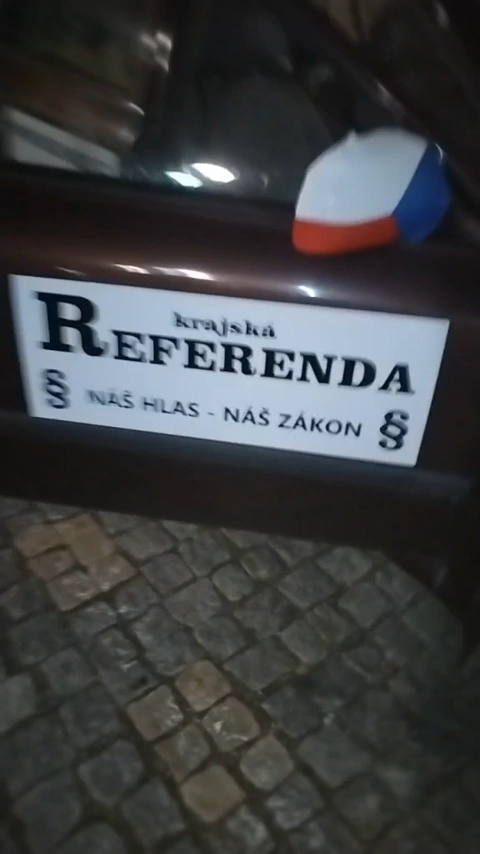 krajská
REFERENDA
§ NÁŠ HLAS - NÁŠ ZÁKON §